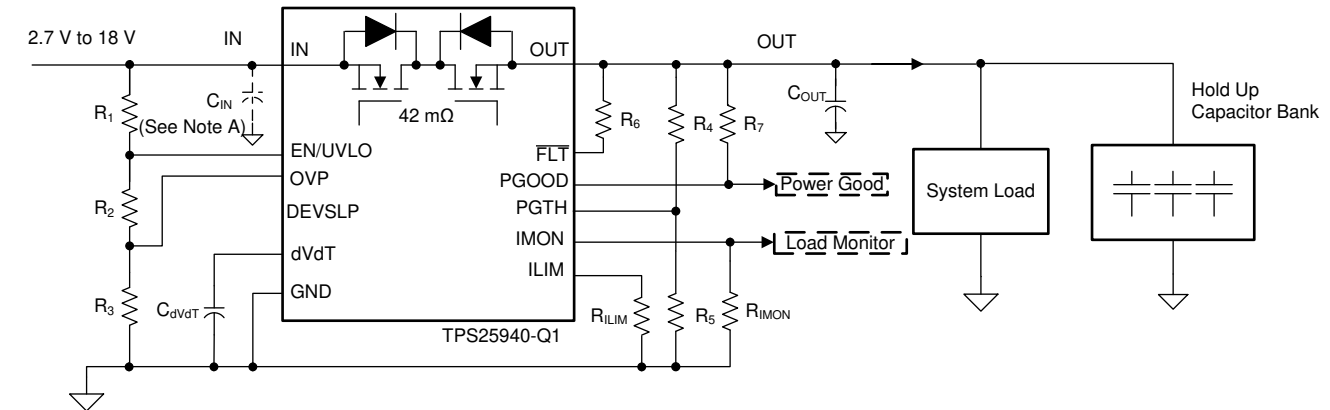 2.7 V to 18 V
IN
IN
OUT
OUT
42 mΩ
R1
CIN
(See Note A)
EN/UVLO
OVP
DEVSLP
dVdT
GND
R2
R3
CdVdT
FLT
PGOOD
PGTH
IMON
ILIM
TPS25940-Q1
R6
R4
R7
COUT
Power Good
Load Monitor
RILIM
R5
RIMON
System Load
Hold Up
Capacitor Bank